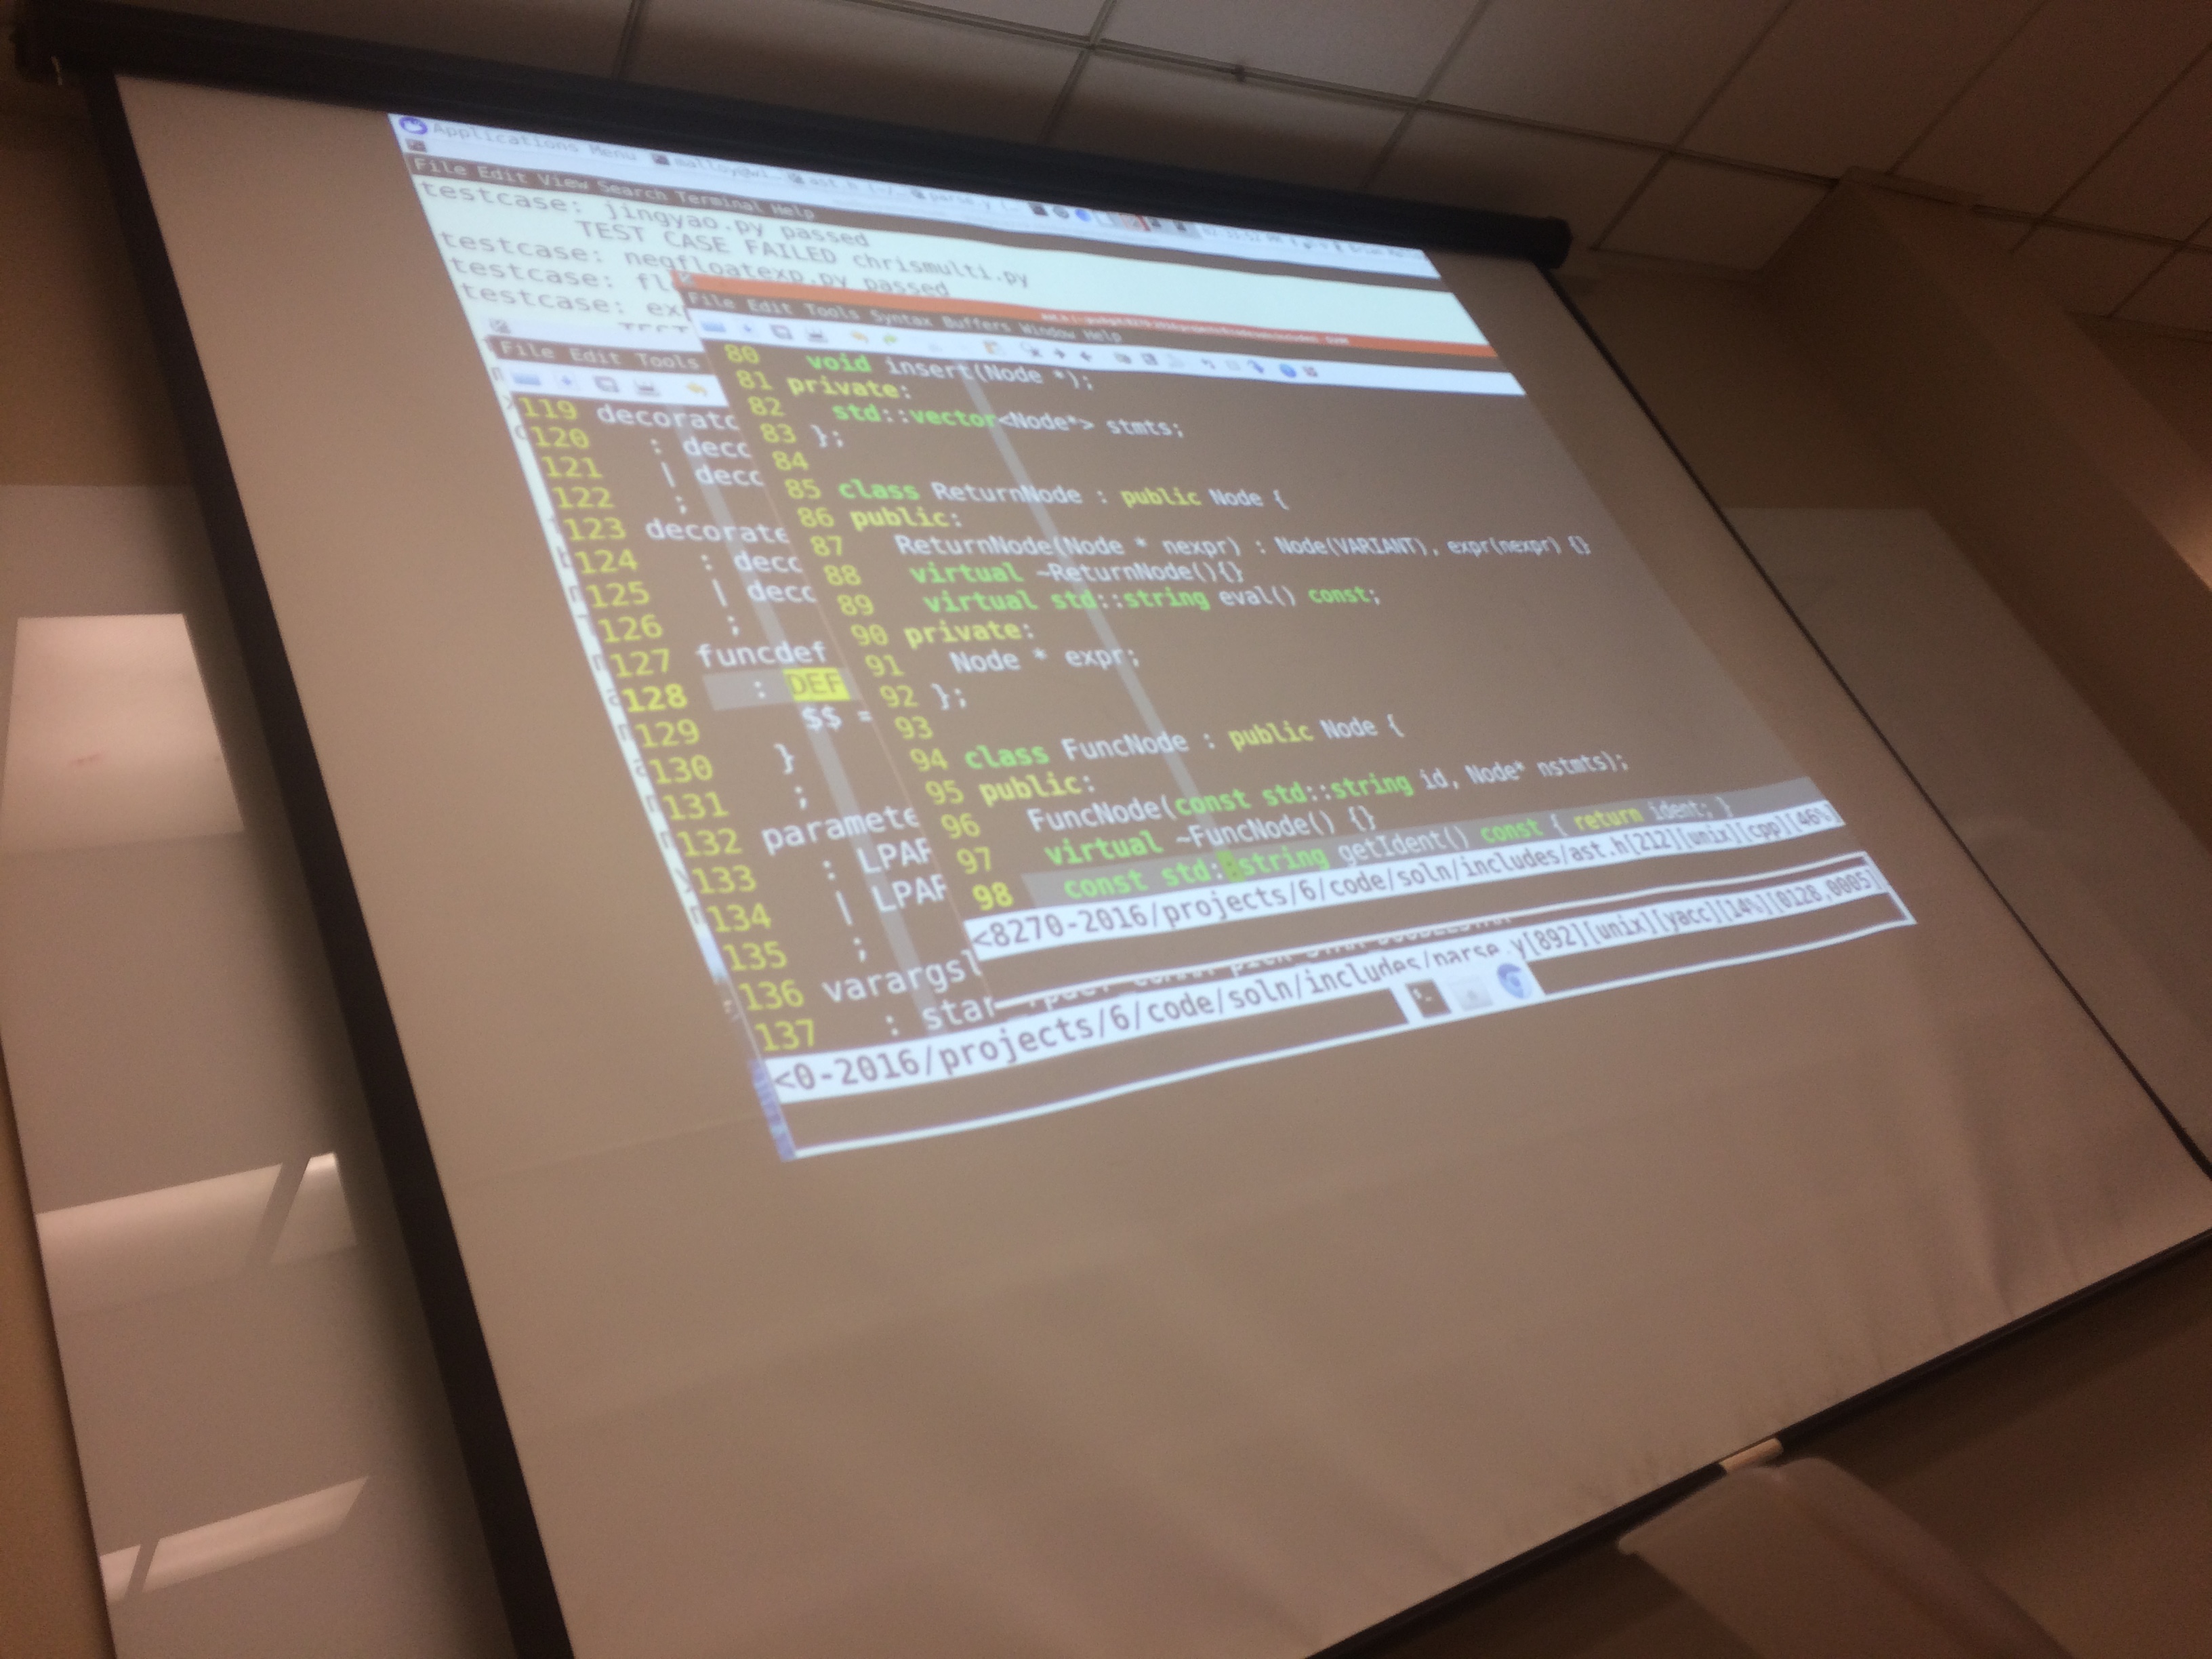 Applications Menu
File Edit View Search Terminal Help
testcase: jingyao.py passed
TEST CASE FAILED chrismulti.py
testcase: negfloatexp.py passed
testcase: fl
testcase: ex
File Edit Tools
119 decorato
120 : deco
121 | deco
122 ;
123 decorate
124 : deco
125 | deco
126 ;
127 funcdef
128 : DEF
129 $$ =
130 }
131 ;
132 paramete
133 : LPAR
134 | LPAR
135 ;
136 varargsl
137 : star
<0-2016/projects/6/code/soln/includes/parse.y[892][unix][yacc][14%][0128,0005]
File Edit Tools Syntax Buffers Window Help
80 void insert(Node *);
81 private:
82 std::vector<Node*> stmts;
83 };
84
85 class ReturnNode : public Node {
86 public:
87 ReturnNode(Node * nexpr) : Node(VARIANT), expr(nexpr) {}
88 virtual ~ReturnNode(){}
89 virtual std::string eval() const;
90 private:
91 Node * expr;
92 };
93
94 class FuncNode : public Node {
95 public:
96 FuncNode(const std::string id, Node* nstmts);
97 virtual ~FuncNode() {}
98 const std::string getIdent() const { return ident; }
<8270-2016/projects/6/code/soln/includes/ast.h[212][unix][cpp][46%]